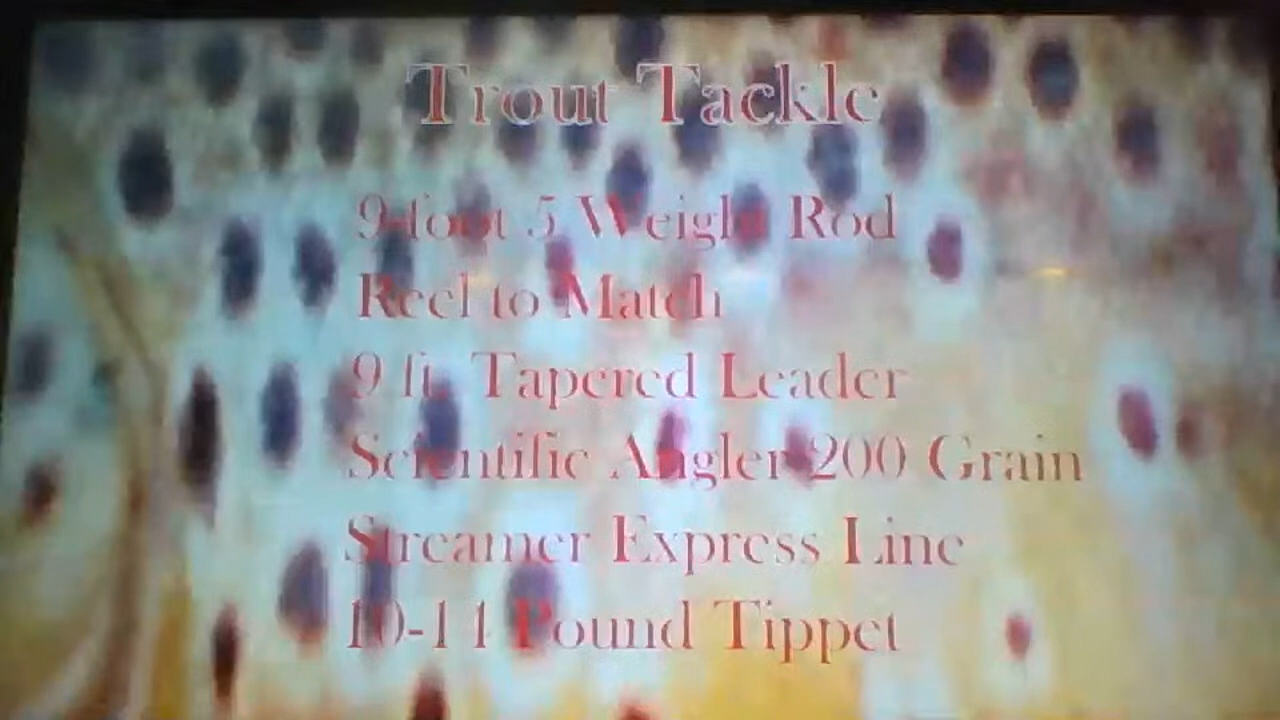 Trout Tackle
9-foot 5 Weight Rod
Reel to Match
9 ft. Tapered Leader
Scientific Angler 200 Grain
Streamer Express Line
10-14 Pound Tippet